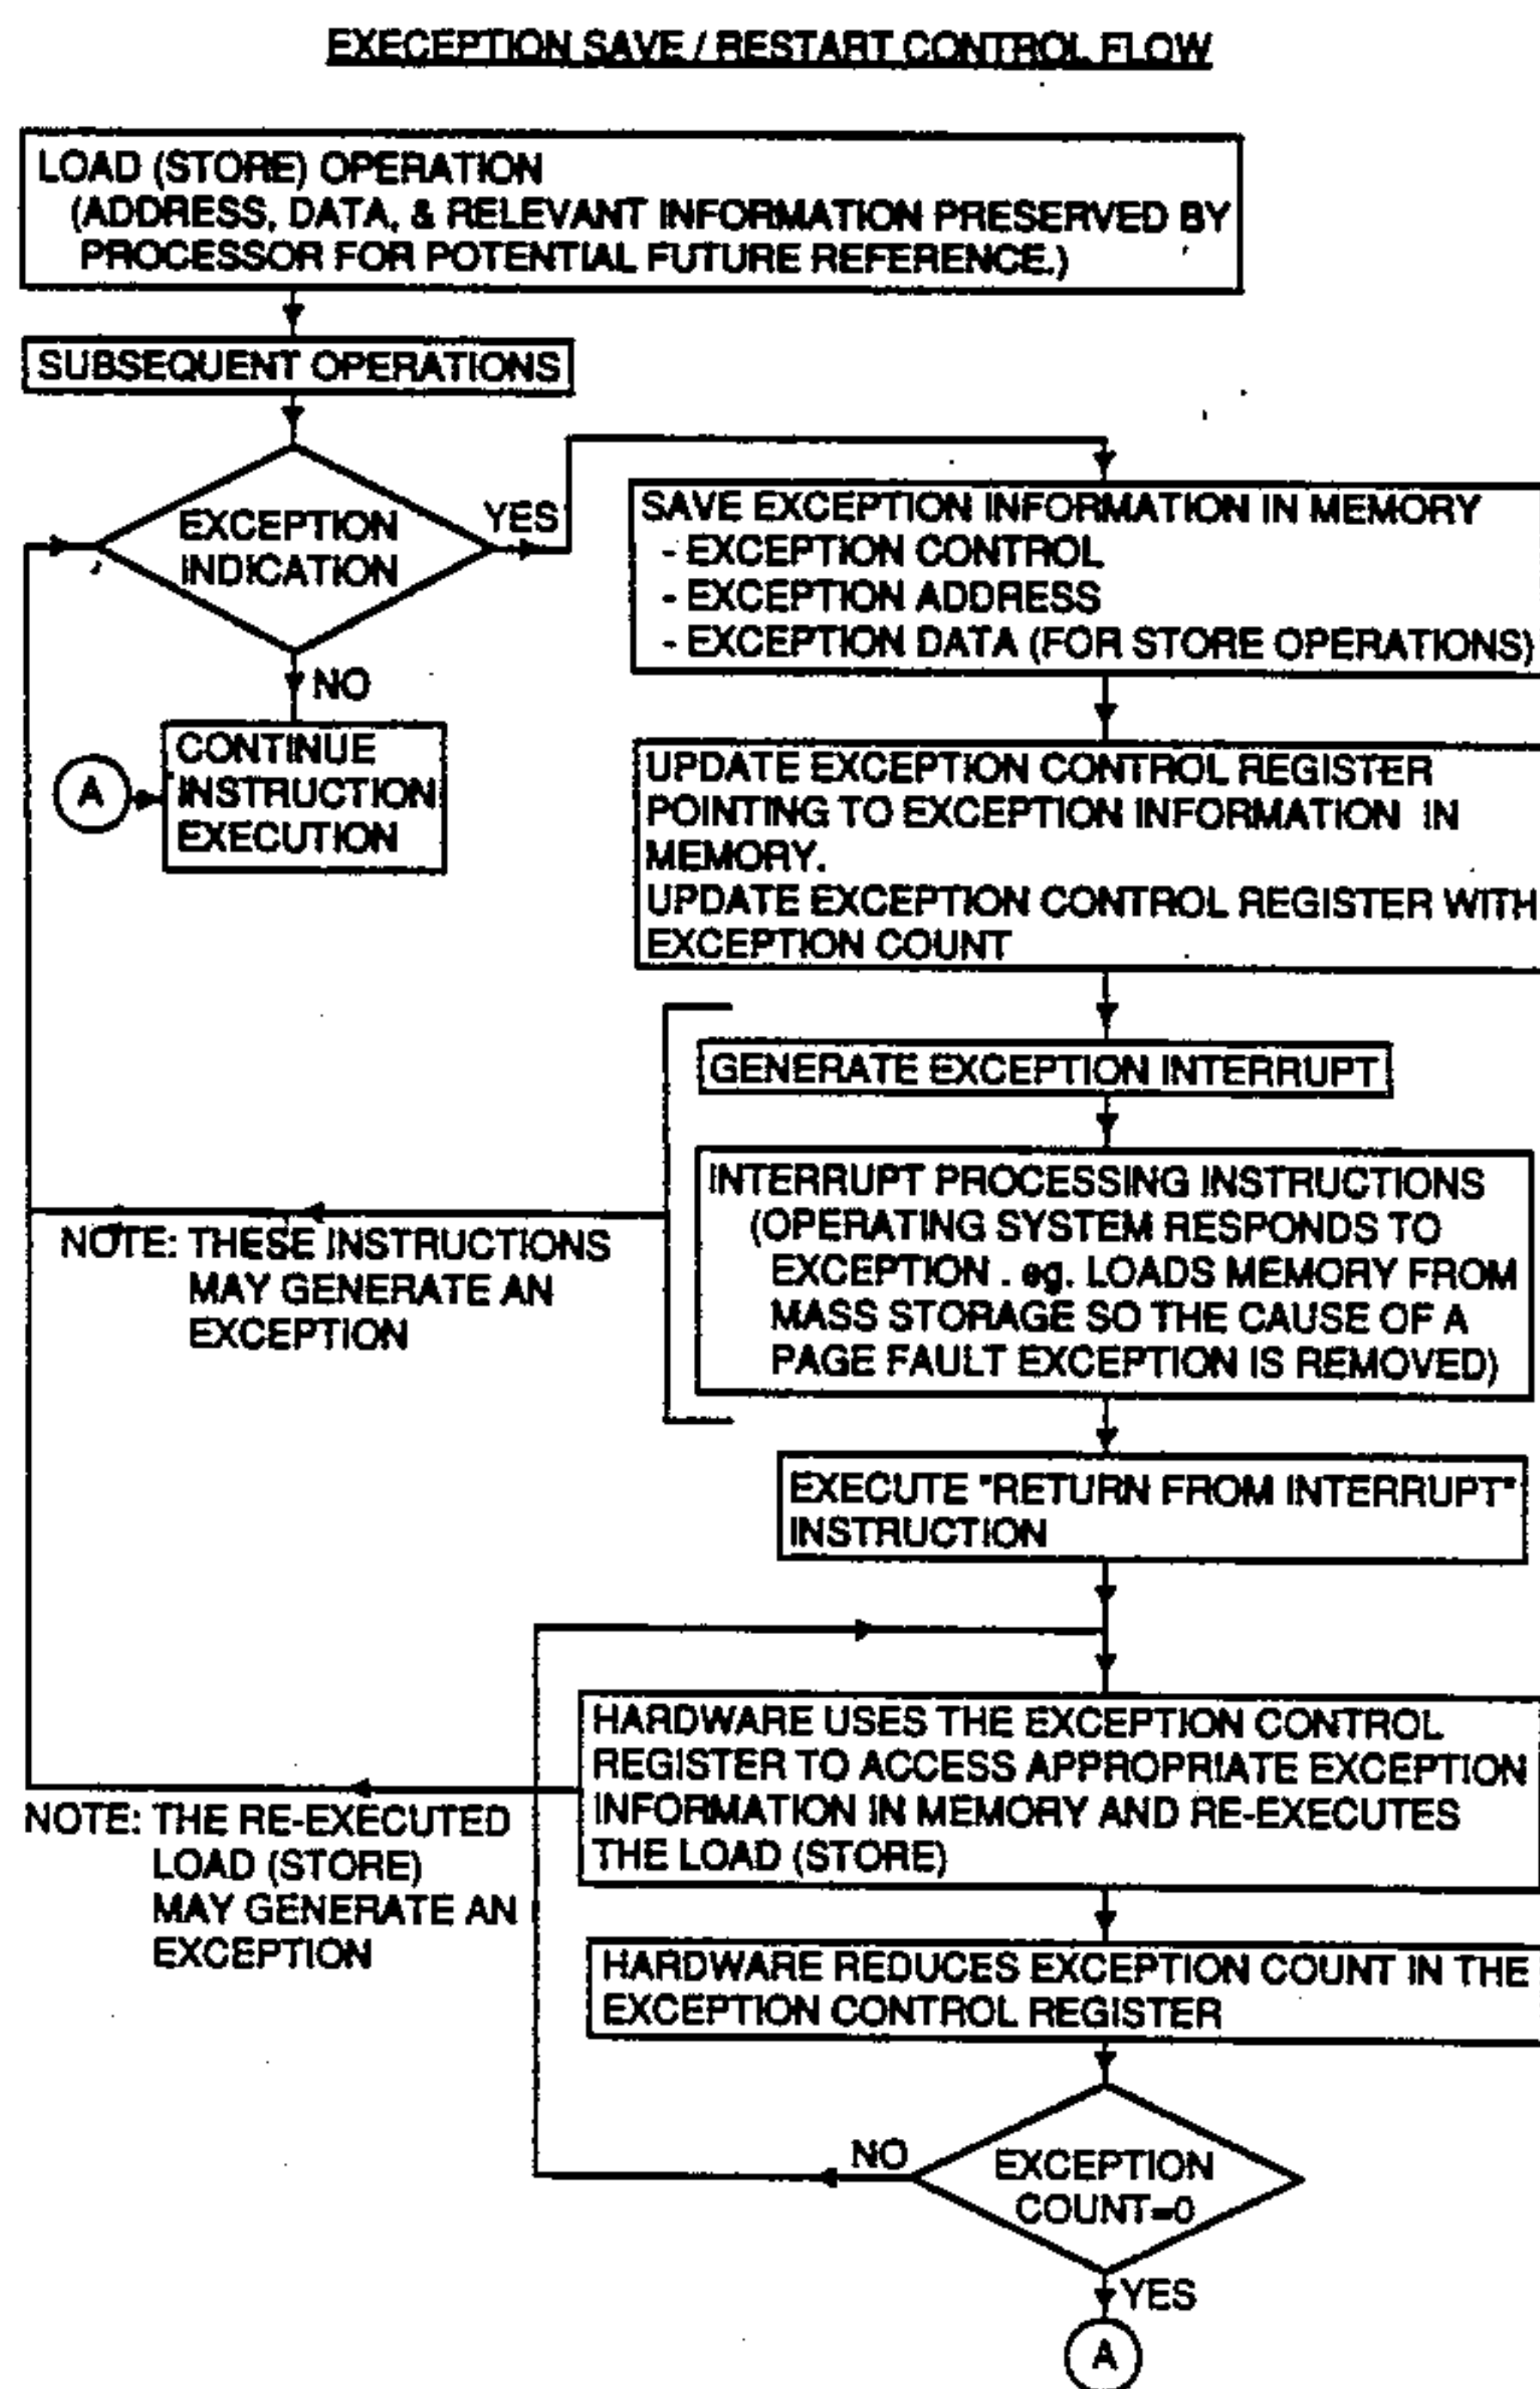 EXECEPTION SAVE / RESTART CONTROL FLOW
LOAD (STORE) OPERATION
(ADDRESS, DATA, & RELEVANT INFORMATION PRESERVED BY
PROCESSOR FOR POTENTIAL FUTURE REFERENCE.)
SUBSEQUENT OPERATIONS
EXCEPTION
INDICATION
YES
NO
CONTINUE
INSTRUCTION
EXECUTION
A
SAVE EXCEPTION INFORMATION IN MEMORY
- EXCEPTION CONTROL
- EXCEPTION ADDRESS
- EXCEPTION DATA (FOR STORE OPERATIONS)
UPDATE EXCEPTION CONTROL REGISTER
POINTING TO EXCEPTION INFORMATION IN
MEMORY.
UPDATE EXCEPTION CONTROL REGISTER WITH
EXCEPTION COUNT
GENERATE EXCEPTION INTERRUPT
INTERRUPT PROCESSING INSTRUCTIONS
(OPERATING SYSTEM RESPONDS TO
EXCEPTION . eg. LOADS MEMORY FROM
MASS STORAGE SO THE CAUSE OF A
PAGE FAULT EXCEPTION IS REMOVED)
NOTE: THESE INSTRUCTIONS
MAY GENERATE AN
EXCEPTION
EXECUTE "RETURN FROM INTERRUPT"
INSTRUCTION
HARDWARE USES THE EXCEPTION CONTROL
REGISTER TO ACCESS APPROPRIATE EXCEPTION
INFORMATION IN MEMORY AND RE-EXECUTES
THE LOAD (STORE)
NOTE: THE RE-EXECUTED
LOAD (STORE)
MAY GENERATE AN
EXCEPTION
HARDWARE REDUCES EXCEPTION COUNT IN THE
EXCEPTION CONTROL REGISTER
NO
EXCEPTION
COUNT=0
YES
A